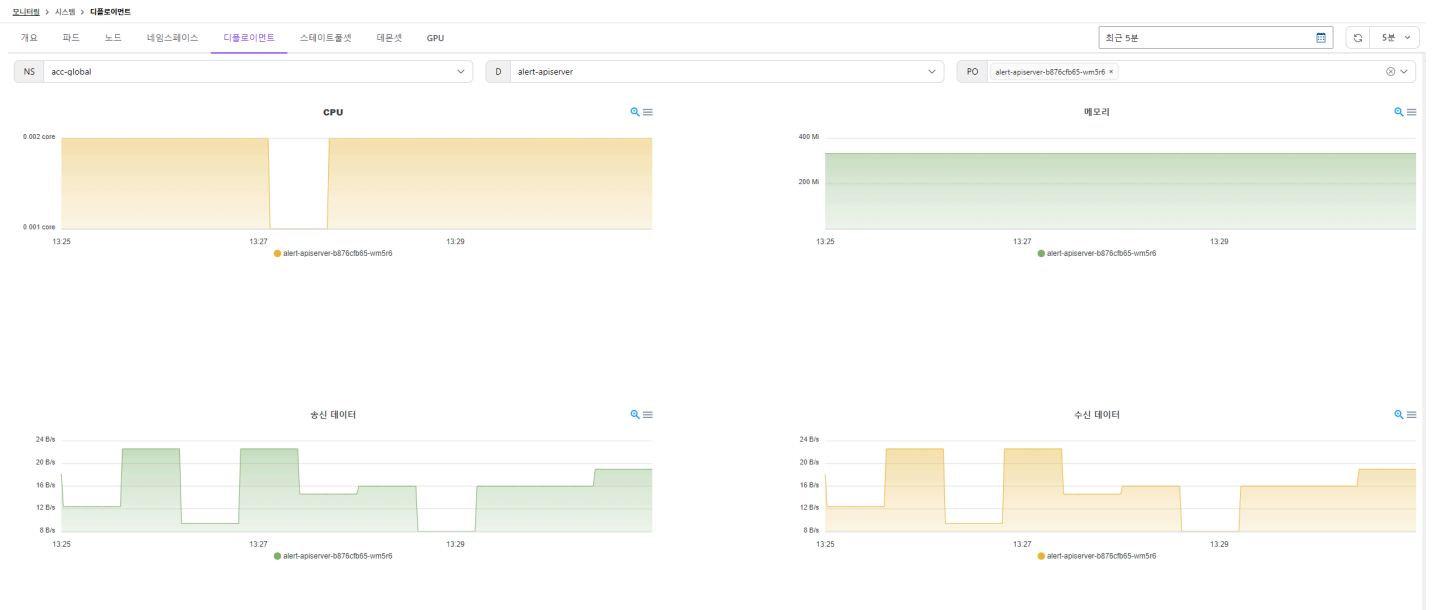 모니터링 > 시스템 > 디플로이먼트
개요 파드 노드 네임스페이스 디플로이먼트 스테이트풀셋 데몬셋 GPU 최근 5분 5분
NS acc-global D alert-apiserver PO alert-apiserver-b876cfb65-wm5r6 ×
CPU
0.002 core
0.001 core
13:25 13:27 13:29
alert-apiserver-b876cfb65-wm5r6
메모리
400 Mi
200 Mi
13:25 13:27 13:29
alert-apiserver-b876cfb65-wm5r6
송신 데이터
24 B/s
20 B/s
16 B/s
12 B/s
8 B/s
13:25 13:27 13:29
alert-apiserver-b876cfb65-wm5r6
수신 데이터
24 B/s
20 B/s
16 B/s
12 B/s
8 B/s
13:25 13:27 13:29
alert-apiserver-b876cfb65-wm5r6